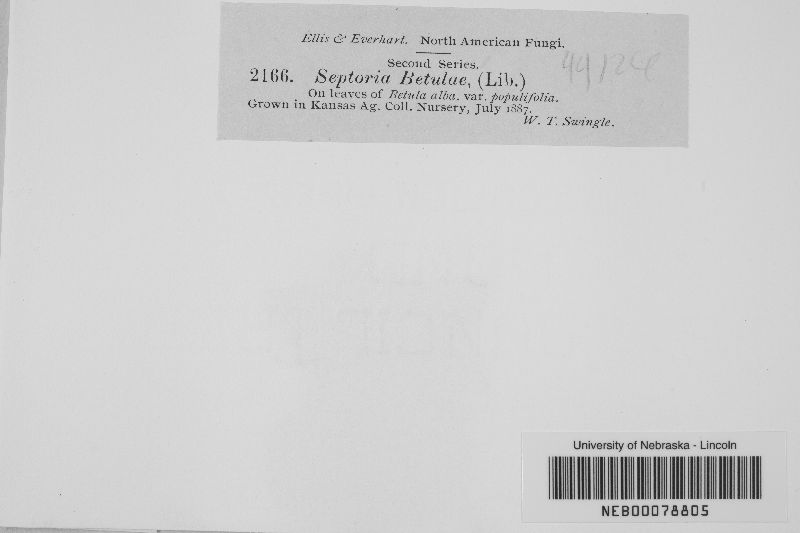 Ellis & Everhart. North American Fungi.
Second Series.
2166. Septoria Betulae, (Lib.)
On leaves of Betula alba. var. populifolia.
Grown in Kansas Ag. Coll. Nursery, July 1887.
W. T. Swingle.
University of Nebraska - Lincoln
NEB00078805